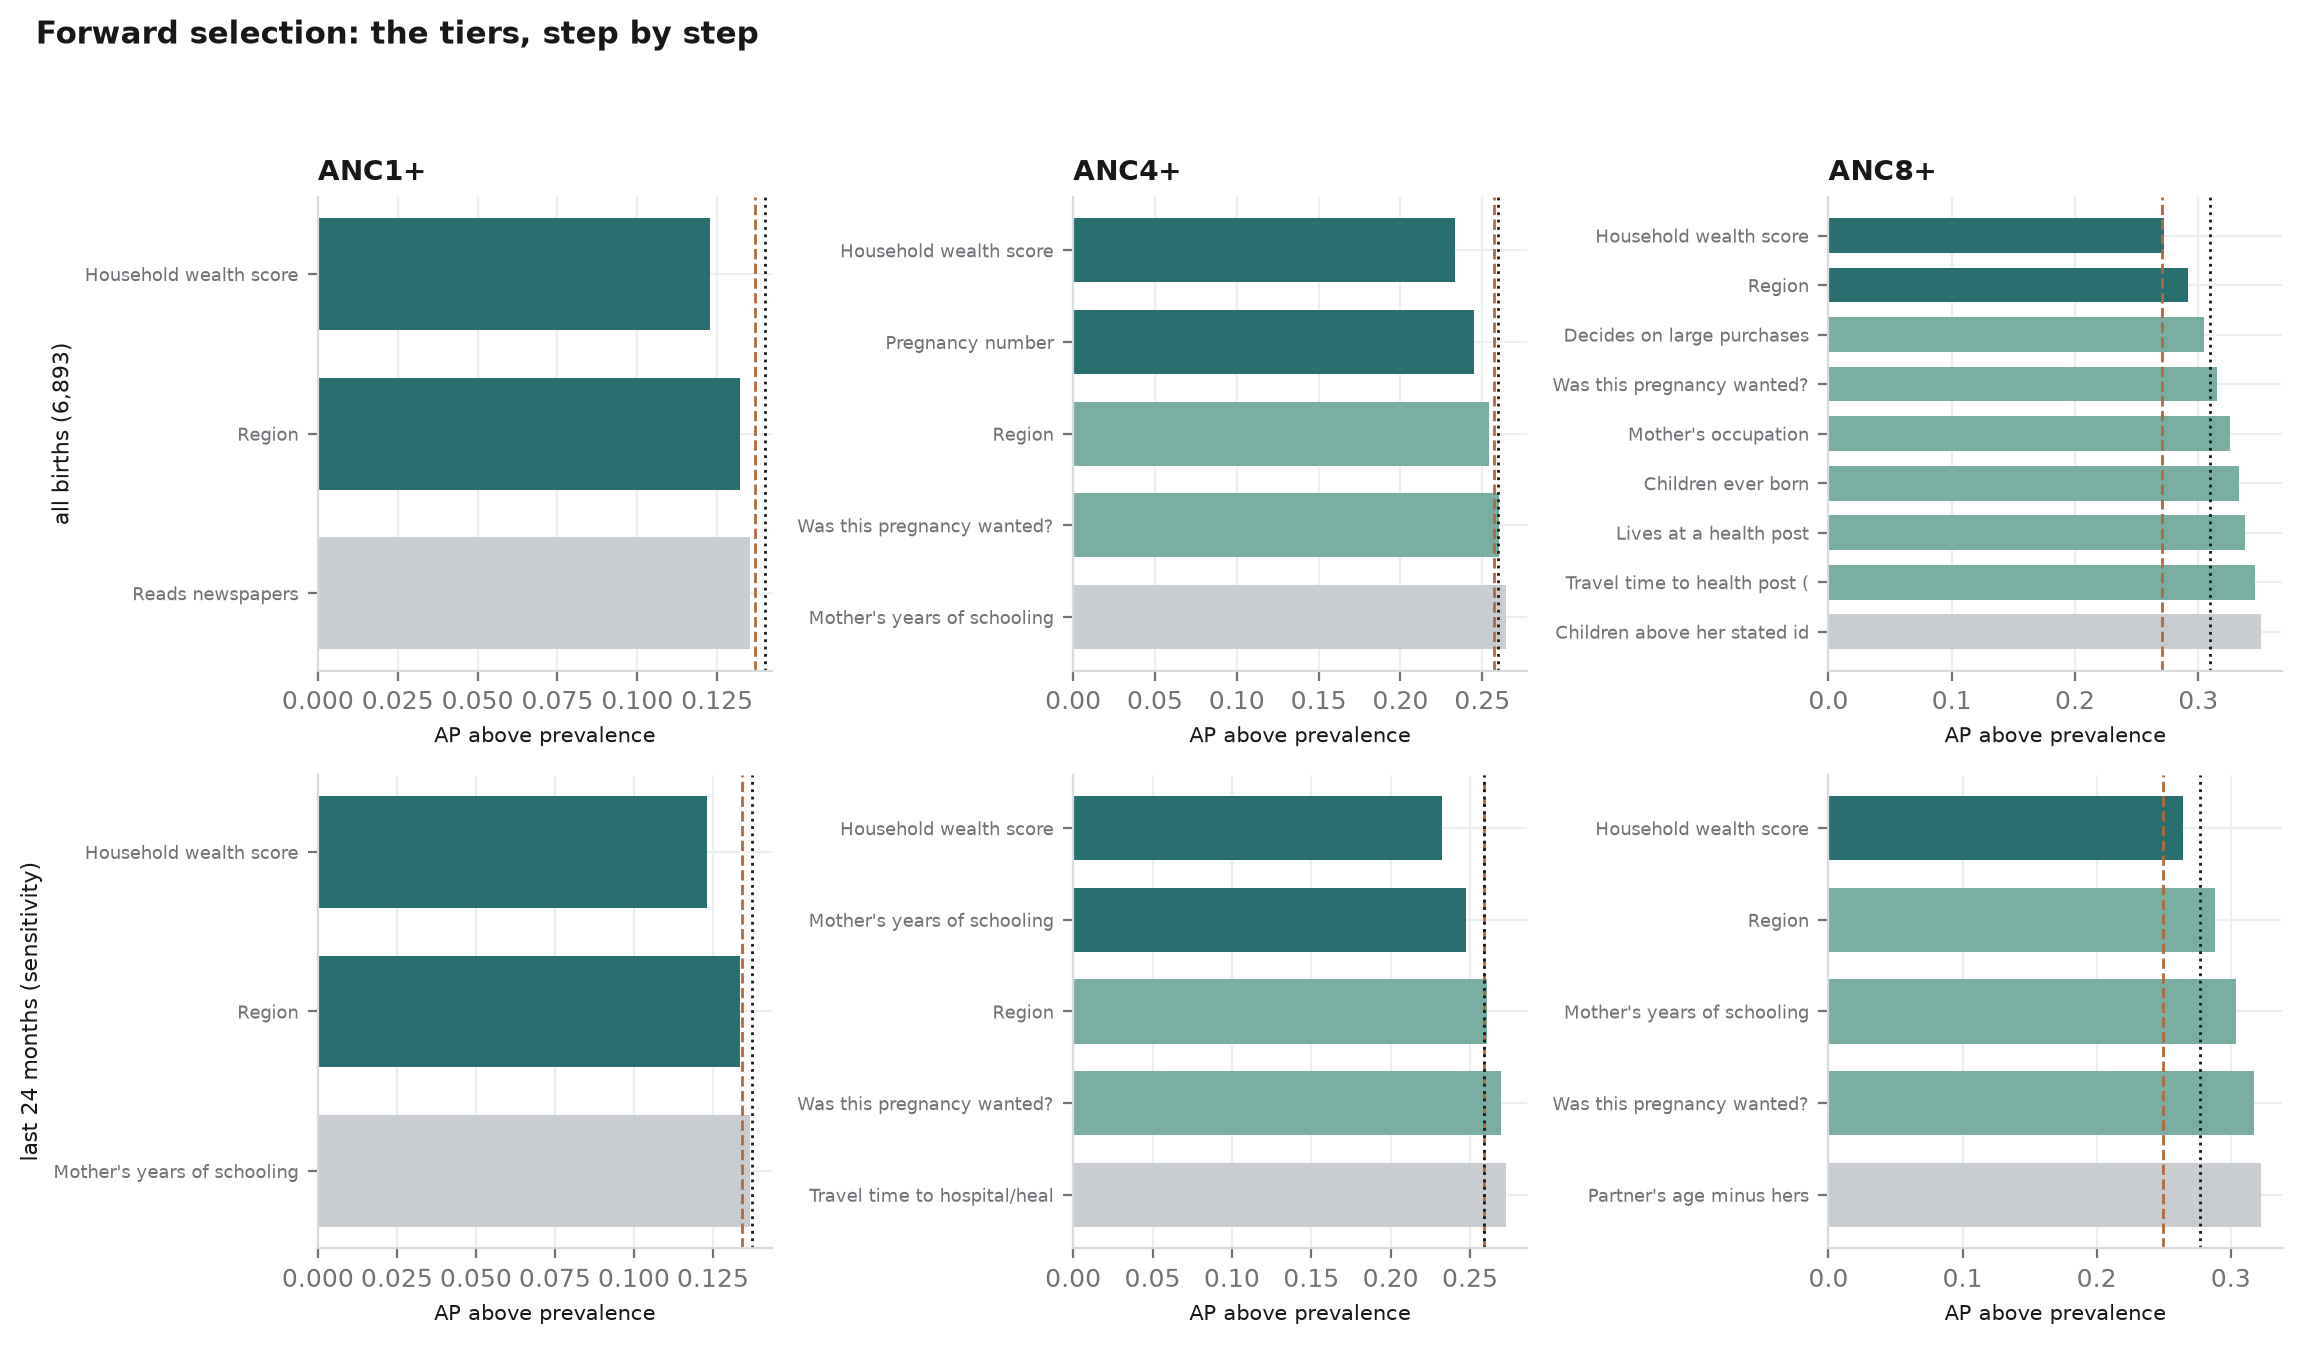 Forward selection: the tiers, step by step
ANC1+
ANC4+
ANC8+
all births (6,893)
Household wealth score
Region
Reads newspapers
0.000 0.025 0.050 0.075 0.100 0.125
AP above prevalence
Household wealth score
Pregnancy number
Region
Was this pregnancy wanted?
Mother's years of schooling
0.00 0.05 0.10 0.15 0.20 0.25
AP above prevalence
Household wealth score
Region
Decides on large purchases
Was this pregnancy wanted?
Mother's occupation
Children ever born
Lives at a health post
Travel time to health post (
Children above her stated id
0.0 0.1 0.2 0.3
AP above prevalence
last 24 months (sensitivity)
Household wealth score
Region
Mother's years of schooling
0.000 0.025 0.050 0.075 0.100 0.125
AP above prevalence
Household wealth score
Mother's years of schooling
Region
Was this pregnancy wanted?
Travel time to hospital/heal
0.00 0.05 0.10 0.15 0.20 0.25
AP above prevalence
Household wealth score
Region
Mother's years of schooling
Was this pregnancy wanted?
Partner's age minus hers
0.0 0.1 0.2 0.3
AP above prevalence